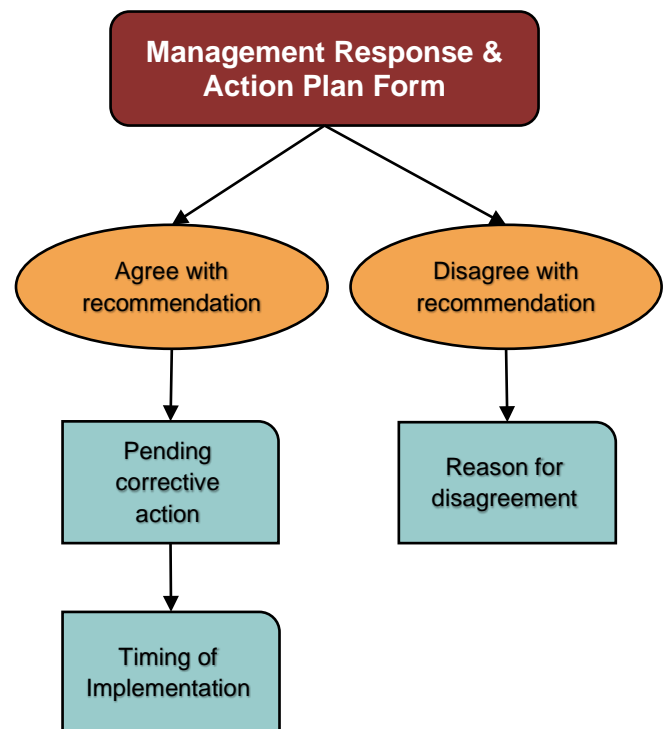 Management Response &
Action Plan Form
Agree with
recommendation
Disagree with
recommendation
Pending
corrective
action
Reason for
disagreement
Timing of
Implementation